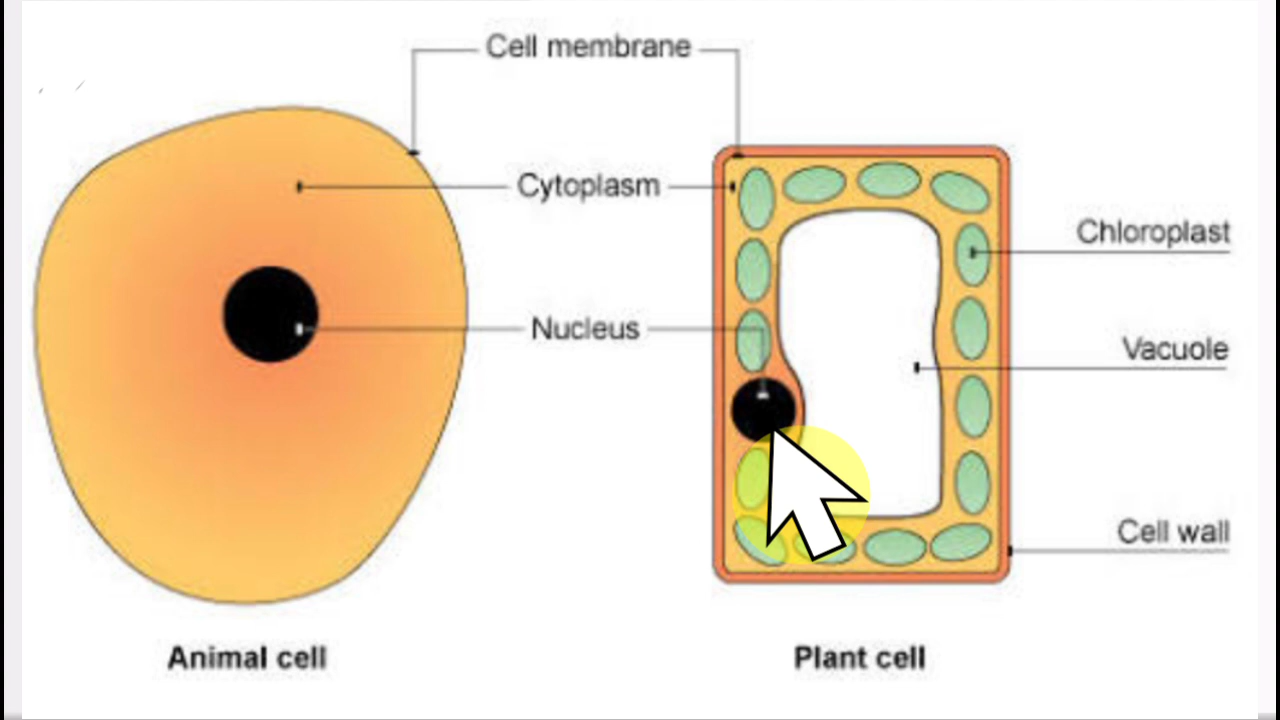 Cell membrane
Cytoplasm
Chloroplast
Nucleus
Vacuole
Cell wall
Animal cell
Plant cell